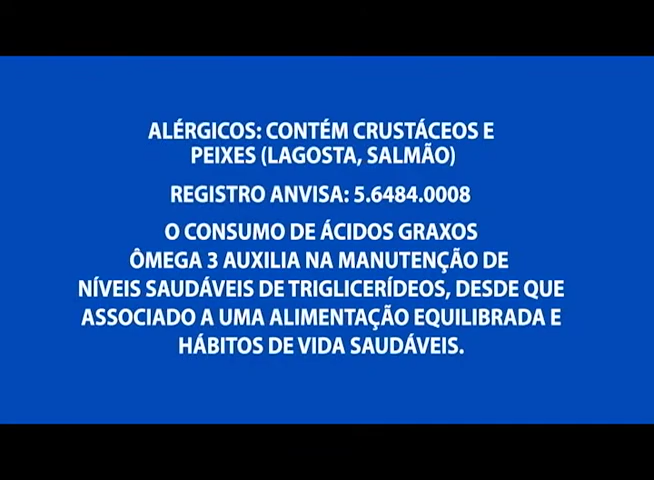 ALÉRGICOS: CONTÉM CRUSTÁCEOS E
PEIXES (LAGOSTA, SALMÃO)
REGISTRO ANVISA: 5.6484.0008
O CONSUMO DE ÁCIDOS GRAXOS
ÔMEGA 3 AUXILIA NA MANUTENÇÃO DE
NÍVEIS SAUDÁVEIS DE TRIGLICERÍDEOS, DESDE QUE
ASSOCIADO A UMA ALIMENTAÇÃO EQUILIBRADA E
HÁBITOS DE VIDA SAUDÁVEIS.